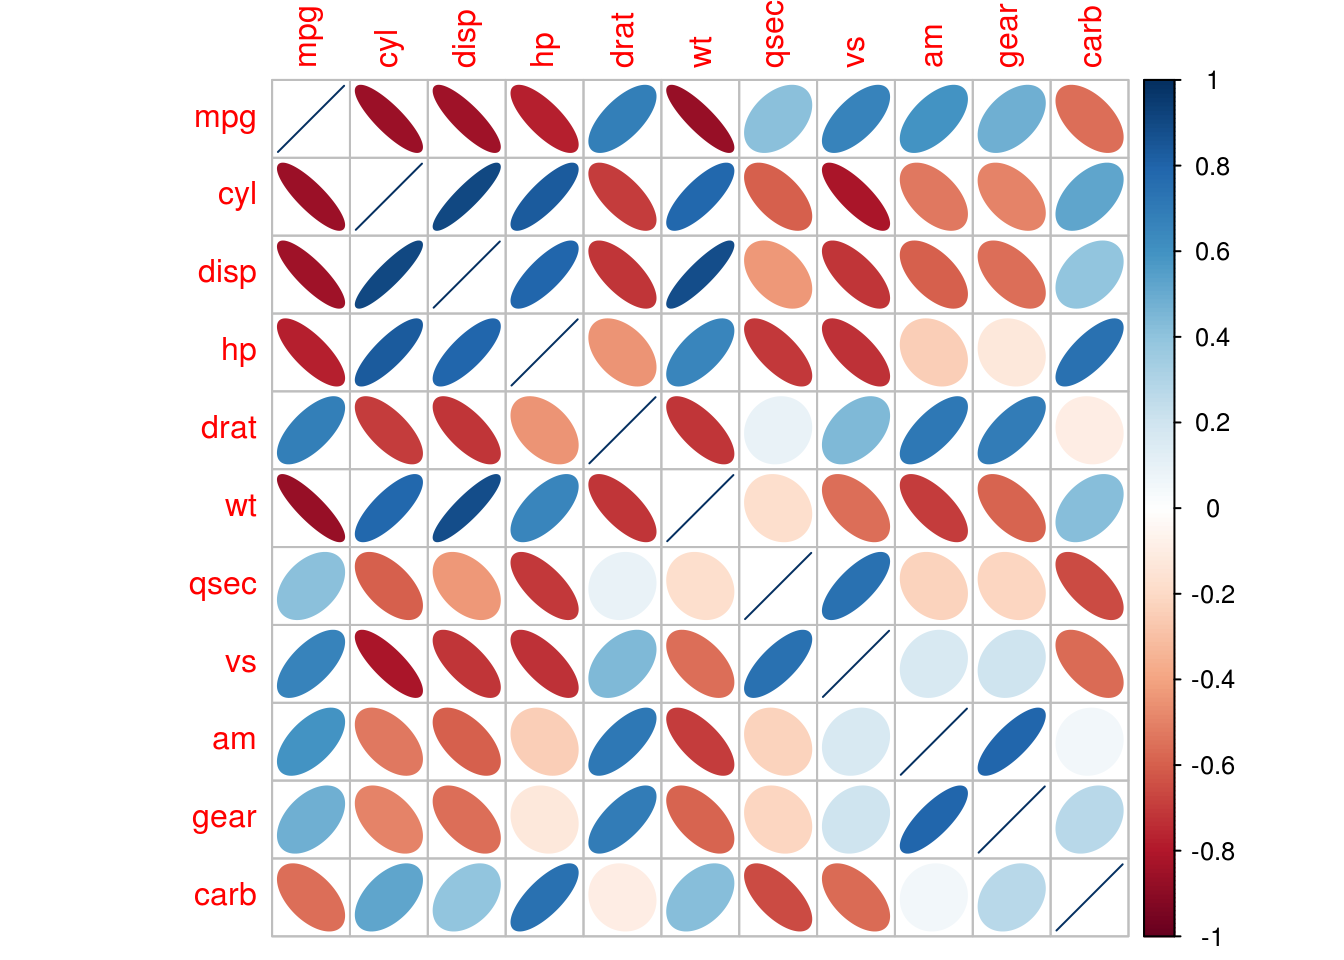 mpg cyl disp hp drat wt qsec vs am gear carb
mpg
cyl
disp
hp
drat
wt
qsec
vs
am
gear
carb
1
0.8
0.6
0.4
0.2
0
-0.2
-0.4
-0.6
-0.8
-1